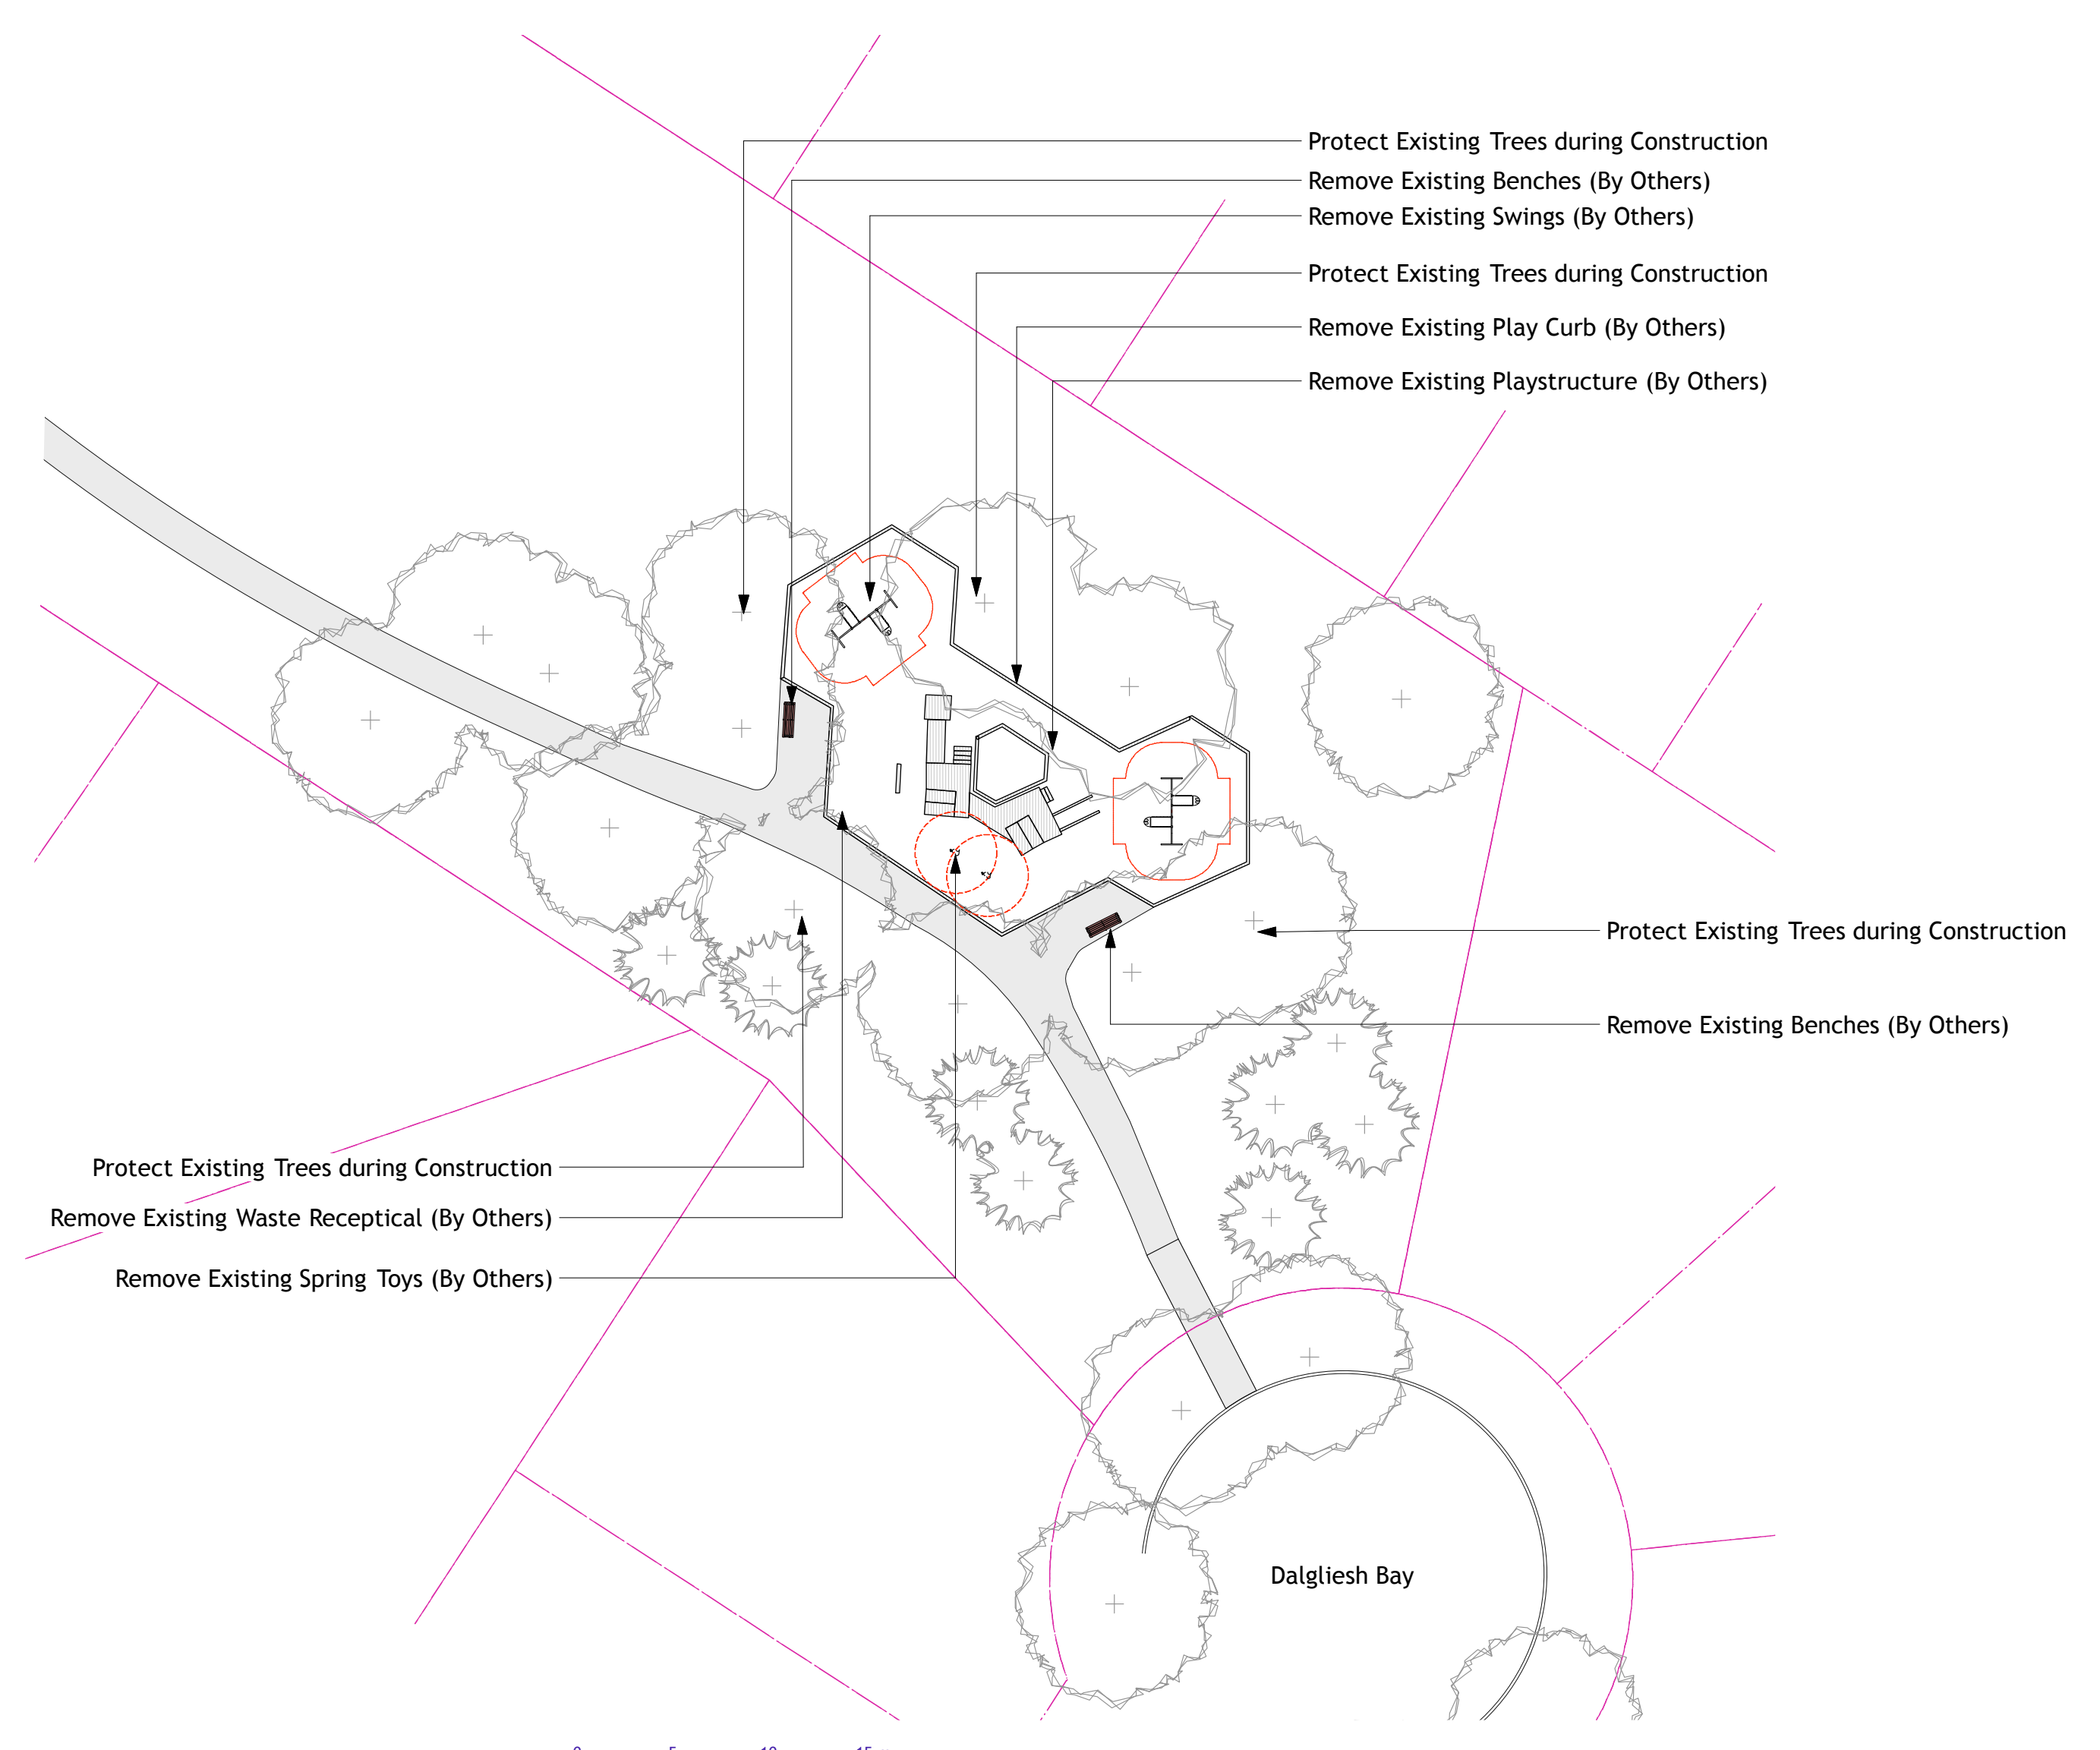 Protect Existing Trees during Construction
Remove Existing Benches (By Others)
Remove Existing Swings (By Others)
Protect Existing Trees during Construction
Remove Existing Play Curb (By Others)
Remove Existing Playstructure (By Others)
Protect Existing Trees during Construction
Remove Existing Benches (By Others)
Protect Existing Trees during Construction
Remove Existing Waste Receptical (By Others)
Remove Existing Spring Toys (By Others)
Dalgliesh Bay